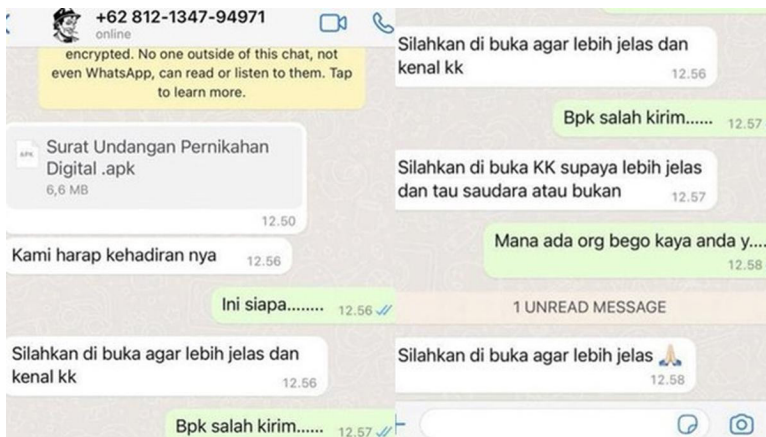 +62 812-1347-94971
online
encrypted. No one outside of this chat, not
even WhatsApp, can read or listen to them. Tap
to learn more.
APK
Surat Undangan Pernikahan
Digital .apk
6,6 MB
12.50
Kami harap kehadiran nya 12.56
Ini siapa........ 12.56
Silahkan di buka agar lebih jelas dan
kenal kk 12.56
Bpk salah kirim...... 12.57
Silahkan di buka agar lebih jelas dan
kenal kk 12.56
Bpk salah kirim...... 12.57
Silahkan di buka KK supaya lebih jelas
dan tau saudara atau bukan 12.57
Mana ada org bego kaya anda y....
12.58
1 UNREAD MESSAGE
Silahkan di buka agar lebih jelas 🙏🏻
12.58